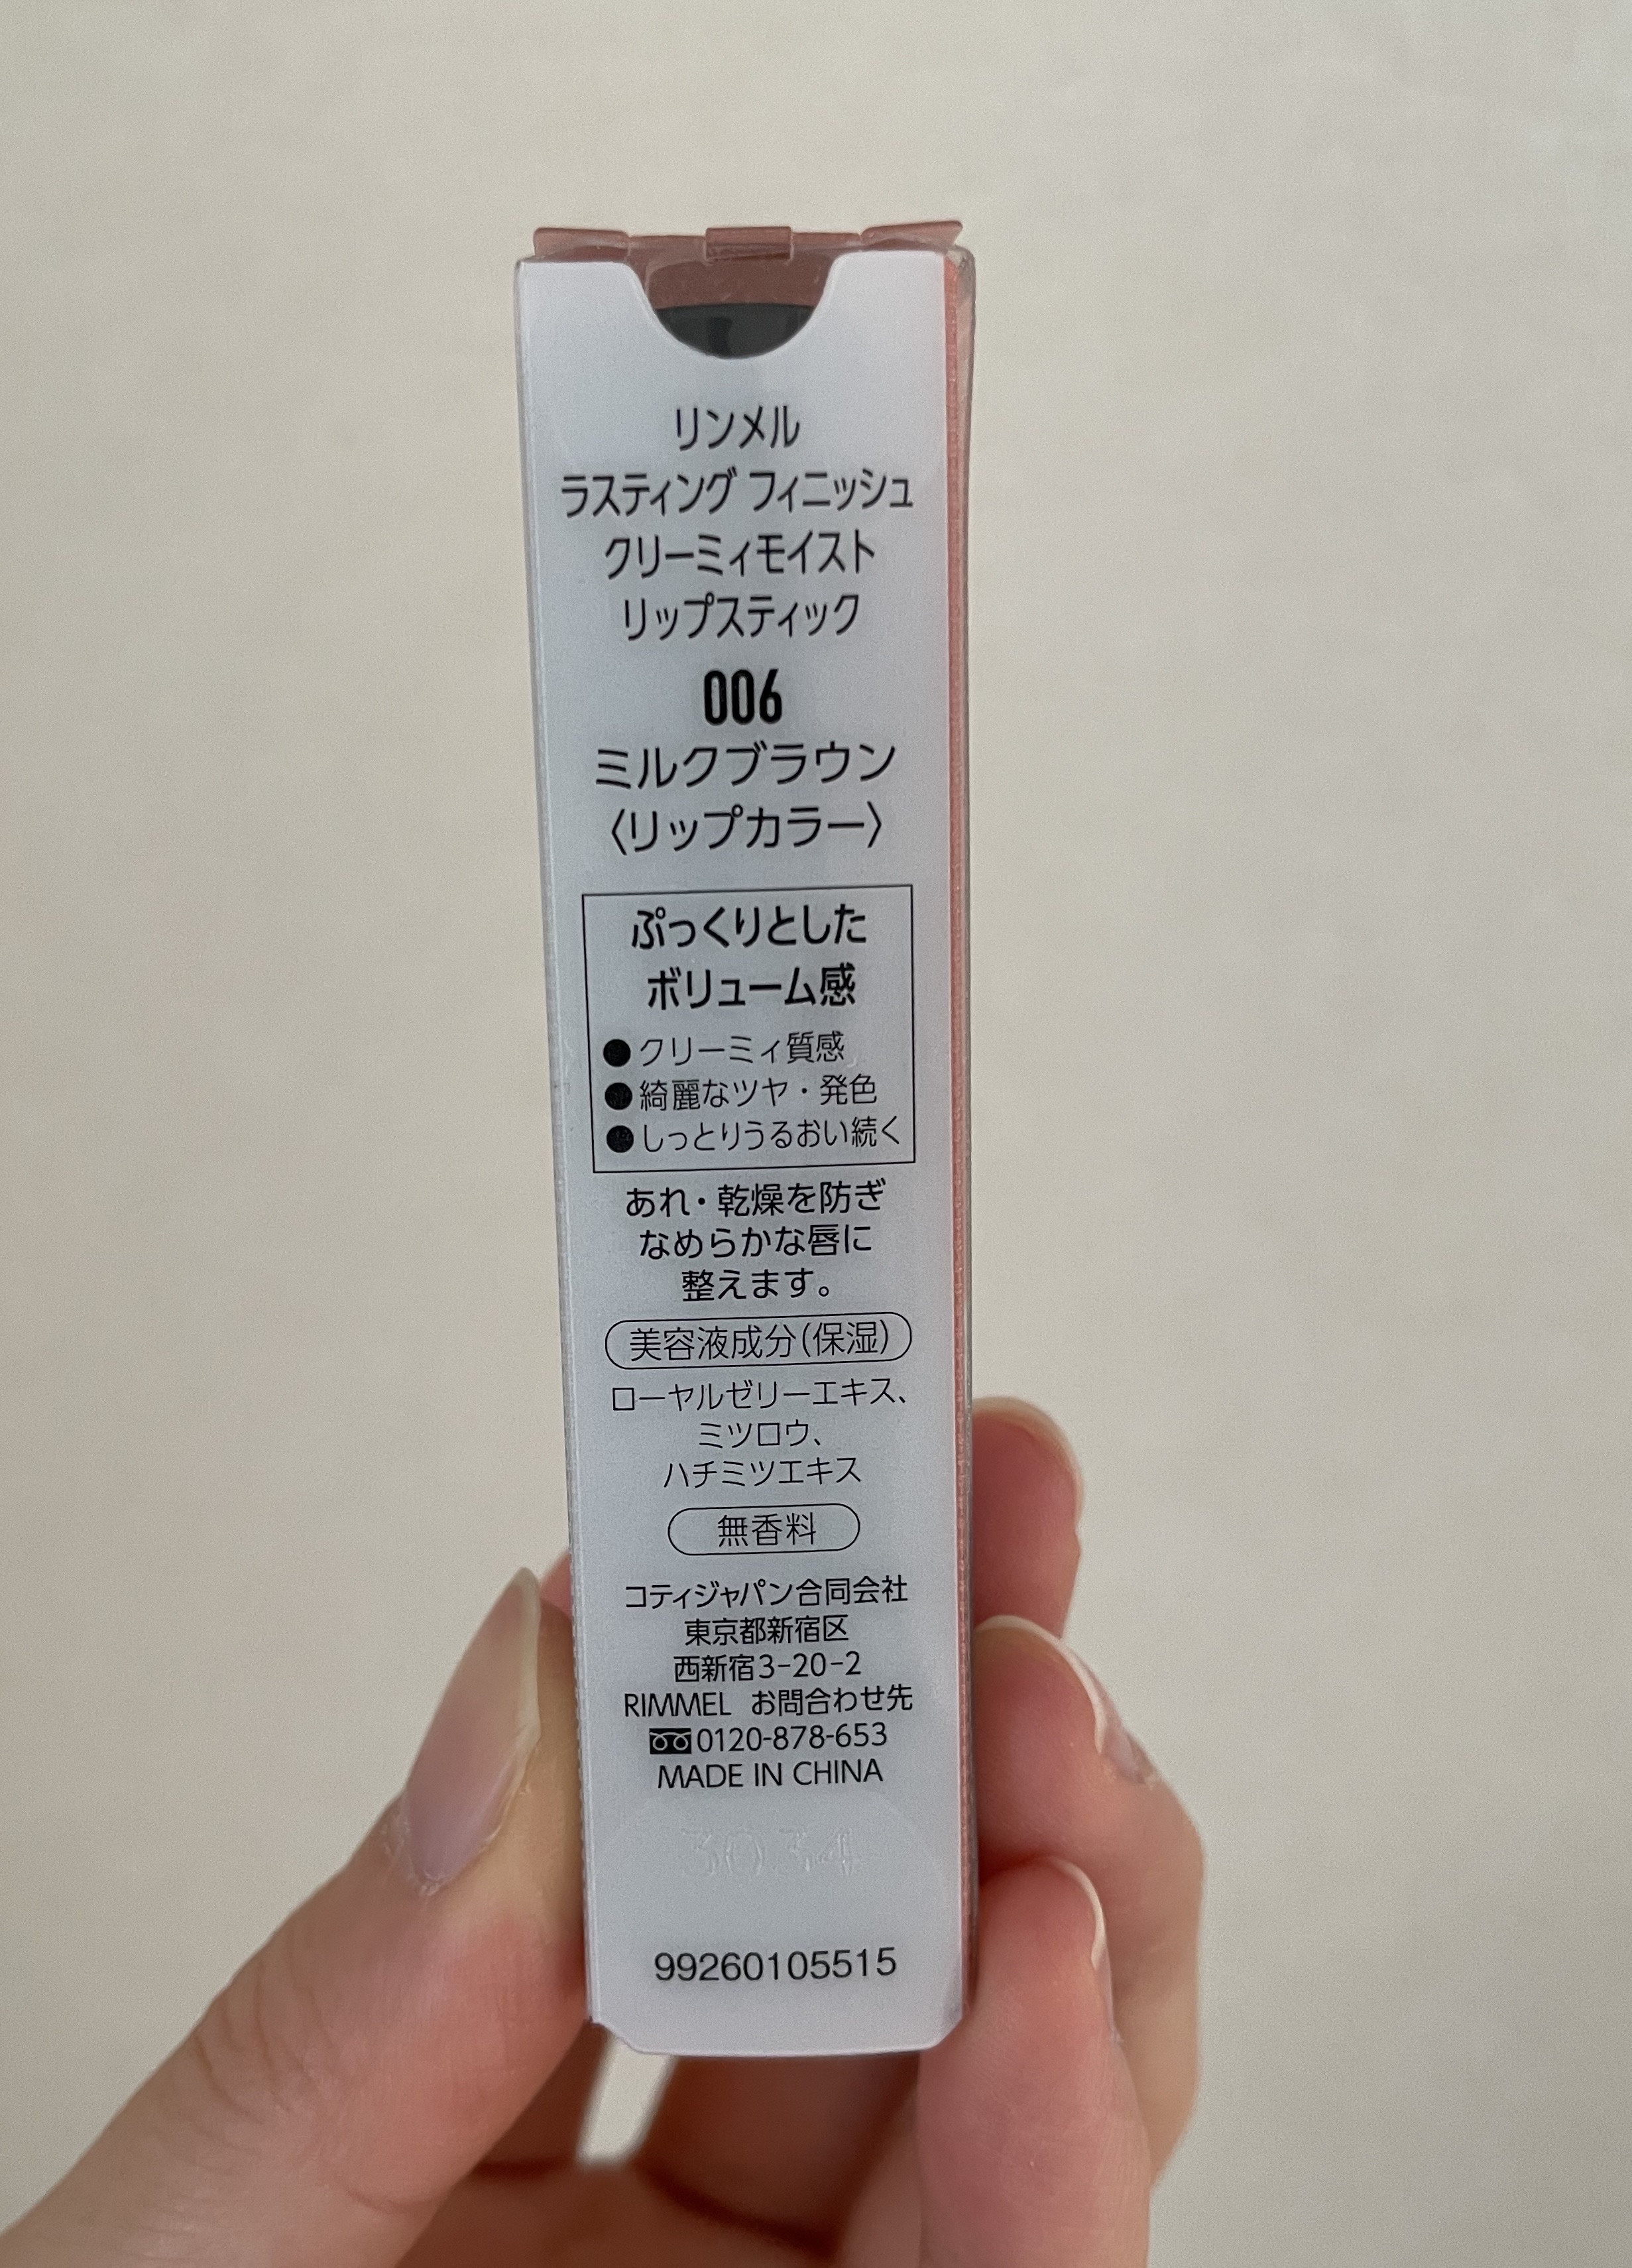 リンメル
ラスティング フィニッシュ
クリーミィモイスト
リップスティック
006
ミルクブラウン
〈リップカラー〉
ぷっくりとした
ボリューム感
●クリーミィ質感
●綺麗なツヤ・発色
●しっとりうるおい続く
あれ・乾燥を防ぎ
なめらかな唇に
整えます。
美容液成分(保湿)
ローヤルゼリーエキス、
ミツロウ、
ハチミツエキス
無香料
コティジャパン合同会社
東京都新宿区
西新宿3-20-2
RIMMEL お問合わせ先
0120-878-653
MADE IN CHINA
3034
99260105515